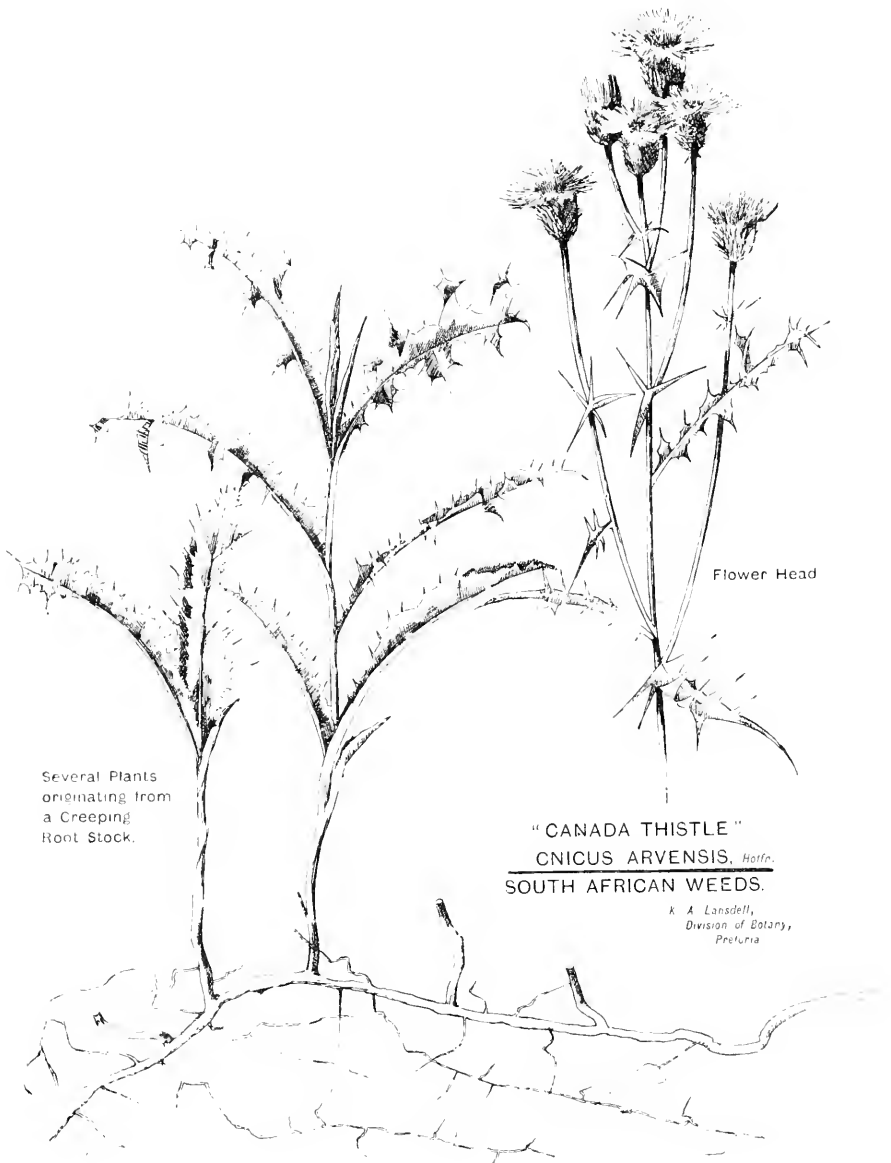 Flower Head
Several Plants
originating from
a Creeping
Root Stock.
"CANADA THISTLE"
CNICUS ARVENSIS, Hoffn.
SOUTH AFRICAN WEEDS.
K. A. Lansdell,
Division of Botany,
Pretoria